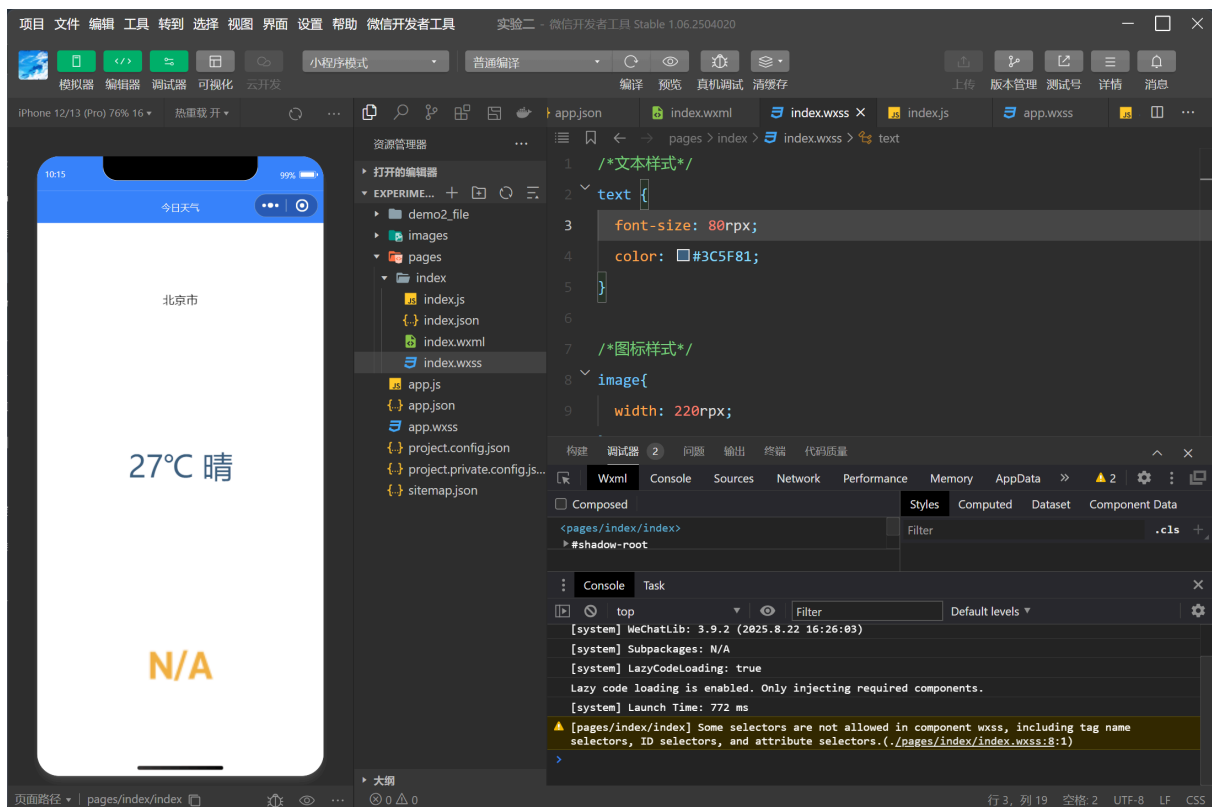 项目 文件 编辑 工具 转到 选择 视图 界面 设置 帮助 微信开发者工具 实验二 - 微信开发者工具 Stable 1.06.2504020
模拟器 编辑器 调试器 可视化 云开发
小程序模式 普通编译
编译 预览 真机调试 清缓存
上传 版本管理 测试号 详情 消息
iPhone 12/13 (Pro) 76% 16 热重载 开
10:15 99%
今日天气
北京市
27℃ 晴
N/A
页面路径 pages/index/index
资源管理器
打开的编辑器
EXPERIME...
demo2_file
images
pages
index
index.js
index.json
index.wxml
index.wxss
app.js
app.json
app.wxss
project.config.json
project.private.config.js...
sitemap.json
大纲
0 0
app.json index.wxml index.wxss index.js app.wxss
pages > index > index.wxss > text
1 /*文本样式*/
2 text {
3 font-size: 80rpx;
4 color: #3C5F81;
5 }
6
7 /*图标样式*/
8 image{
9 width: 220rpx;
构建 调试器 2 问题 输出 终端 代码质量
Wxml Console Sources Network Performance Memory AppData » 2
Composed
<pages/index/index>
#shadow-root
Styles Computed Dataset Component Data
Filter .cls
Console Task
top Filter Default levels
[system] WeChatLib: 3.9.2 (2025.8.22 16:26:03)
[system] Subpackages: N/A
[system] LazyCodeLoading: true
Lazy code loading is enabled. Only injecting required components.
[system] Launch Time: 772 ms
[pages/index/index] Some selectors are not allowed in component wxss, including tag name
selectors, ID selectors, and attribute selectors.(./pages/index/index.wxss:8:1)
>
行 3，列 19 空格: 2 UTF-8 LF CSS